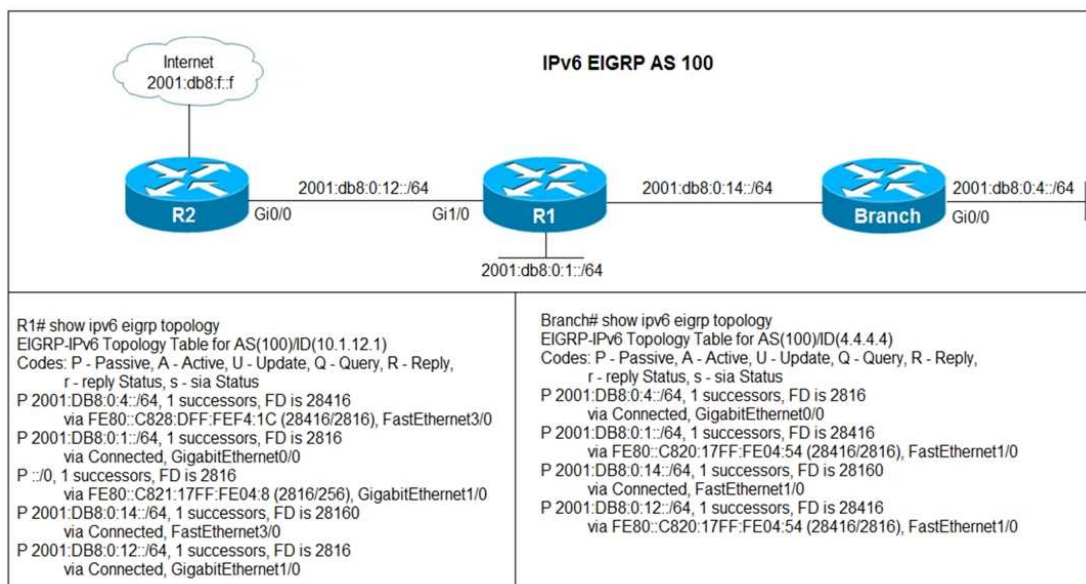 Internet
2001:db8:f::f
IPv6 EIGRP AS 100
2001:db8:0:12::/64
2001:db8:0:14::/64
2001:db8:0:4::/64
R2
Gi0/0
Gi1/0
R1
Branch
Gi0/0
2001:db8:0:1::/64
R1# show ipv6 eigrp topology
EIGRP-IPv6 Topology Table for AS(100)/ID(10.1.12.1)
Codes: P - Passive, A - Active, U - Update, Q - Query, R - Reply,
r - reply Status, s - sia Status
P 2001:DB8:0:4::/64, 1 successors, FD is 28416
via FE80::C828:DFF:FEF4:1C (28416/2816), FastEthernet3/0
P 2001:DB8:0:1::/64, 1 successors, FD is 2816
via Connected, GigabitEthernet0/0
P ::/0, 1 successors, FD is 2816
via FE80::C821:17FF:FE04:8 (2816/256), GigabitEthernet1/0
P 2001:DB8:0:14::/64, 1 successors, FD is 28160
via Connected, FastEthernet3/0
P 2001:DB8:0:12::/64, 1 successors, FD is 2816
via Connected, GigabitEthernet1/0
Branch# show ipv6 eigrp topology
EIGRP-IPv6 Topology Table for AS(100)/ID(4.4.4.4)
Codes: P - Passive, A - Active, U - Update, Q - Query, R - Reply,
r - reply Status, s - sia Status
P 2001:DB8:0:4::/64, 1 successors, FD is 2816
via Connected, GigabitEthernet0/0
P 2001:DB8:0:1::/64, 1 successors, FD is 28416
via FE80::C820:17FF:FE04:54 (28416/2816), FastEthernet1/0
P 2001:DB8:0:14::/64, 1 successors, FD is 28160
via Connected, FastEthernet1/0
P 2001:DB8:0:12::/64, 1 successors, FD is 28416
via FE80::C820:17FF:FE04:54 (28416/2816), FastEthernet1/0